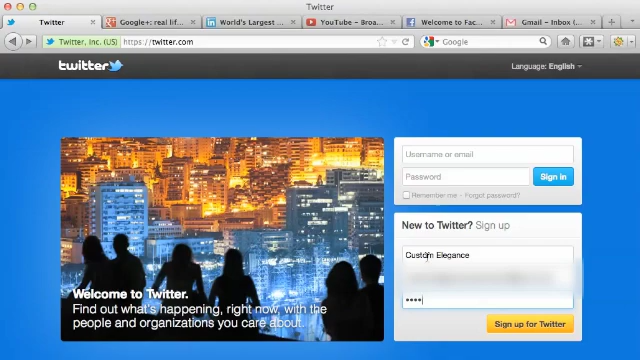 Twitter
Twitter
Google+: real life...
World's Largest ...
YouTube - Broa...
Welcome to Fac...
Gmail - Inbox (...
Twitter, Inc. (US)
https://twitter.com
Google
twitter
Language: English
Username or email
Password
Sign in
Remember me · Forgot password?
New to Twitter? Sign up
Custom Elegance
••••
Sign up for Twitter
Welcome to Twitter.
Find out what's happening, right now, with the
people and organizations you care about.